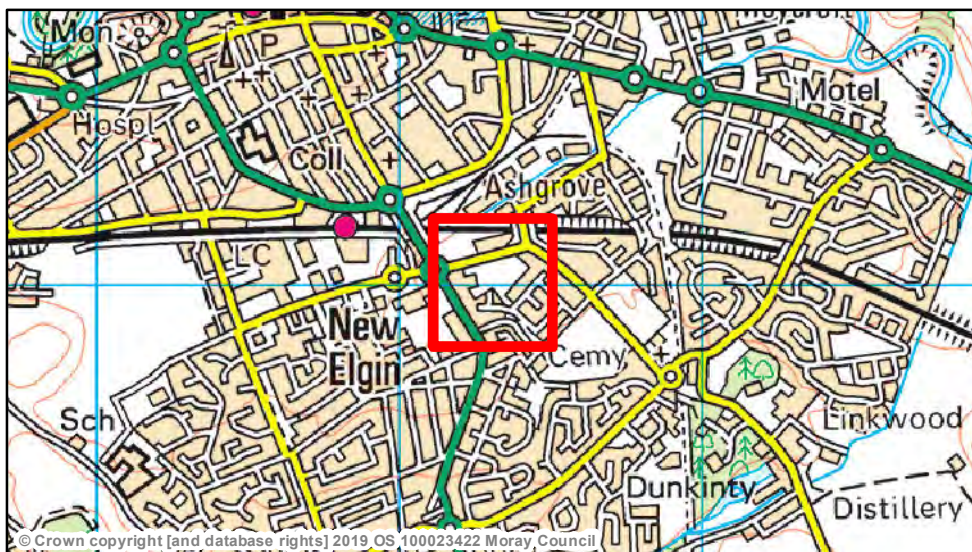 Mon
P
Motel
Hospl
Coll
Ashgrove
LC
New
Elgin
Cemy
Sch
Linkwood
Dunkinty
Distillery
© Crown copyright [and database rights] 2019 OS 100023422 Moray Council